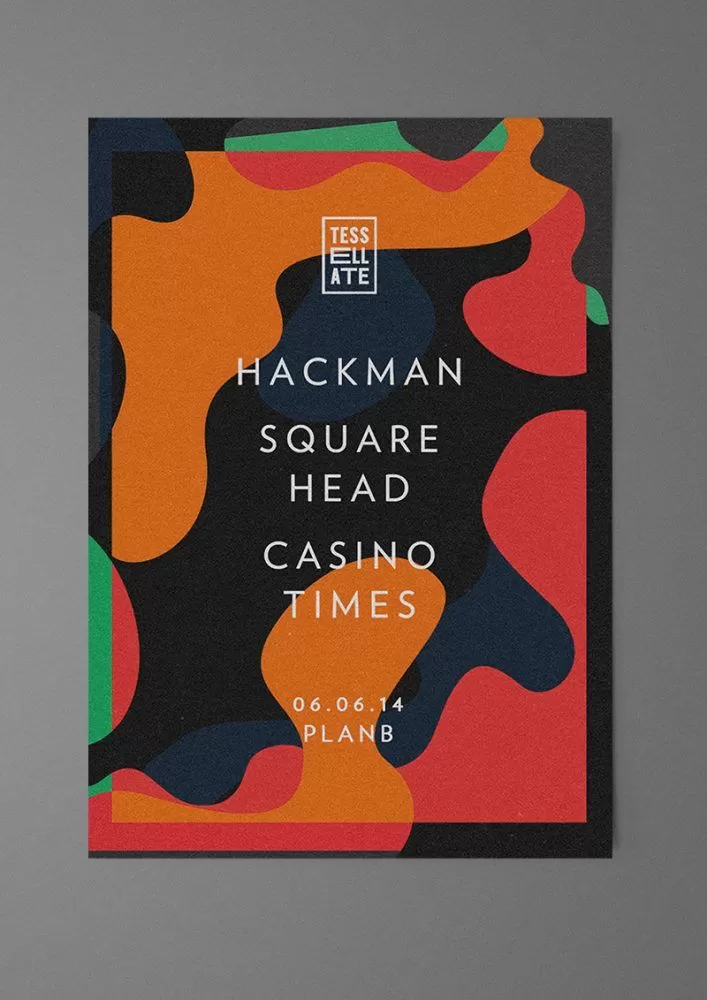 TESS
ELL
ATE
HACKMAN
SQUARE
HEAD
CASINO
TIMES
06.06.14
PLANB